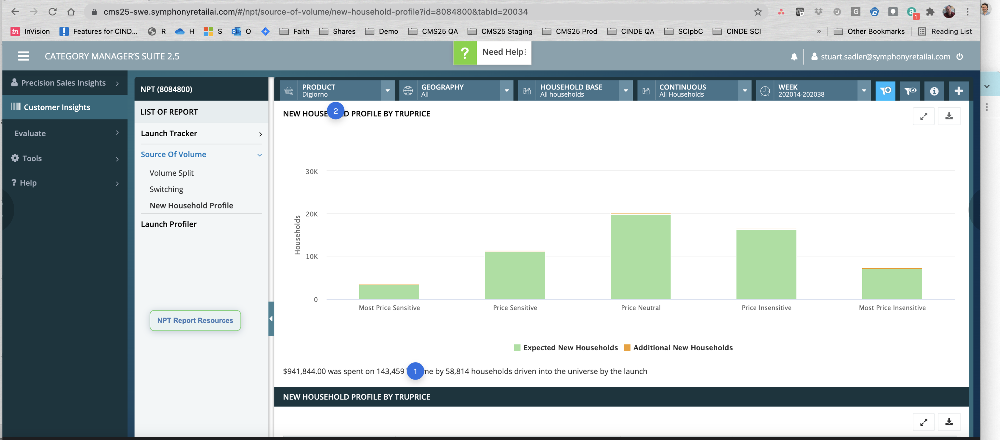 cms25-swe.symphonyretailai.com/#/npt/source-of-volume/new-household-profile?id=8084800&tabId=20034
U G 1
in InVision ! Features for CIND... R H S O Faith Shares Demo CMS25 QA CMS25 Staging CMS25 Prod CINDE QA SCIpbC CINDE SCI » Other Bookmarks Reading List
CATEGORY MANAGER'S SUITE 2.5
? Need Help
stuart.sadler@symphonyretailai.com
Precision Sales Insights
Customer Insights
Evaluate
Tools
? Help
NPT (8084800)
LIST OF REPORT
Launch Tracker
Source Of Volume
Volume Split
Switching
New Household Profile
Launch Profiler
NPT Report Resources
PRODUCT
Digiorno
GEOGRAPHY
All
HOUSEHOLD BASE
All households
CONTINUOUS
All Households
WEEK
202014-202038
2
NEW HOUSE D PROFILE BY TRUPRICE
Households
30K
20K
10K
0
Most Price Sensitive
Price Sensitive
Price Neutral
Price Insensitive
Most Price Insensitive
Expected New Households
Additional New Households
$941,844.00 was spent on 143,459 1 me by 58,814 households driven into the universe by the launch
NEW HOUSEHOLD PROFILE BY TRUPRICE